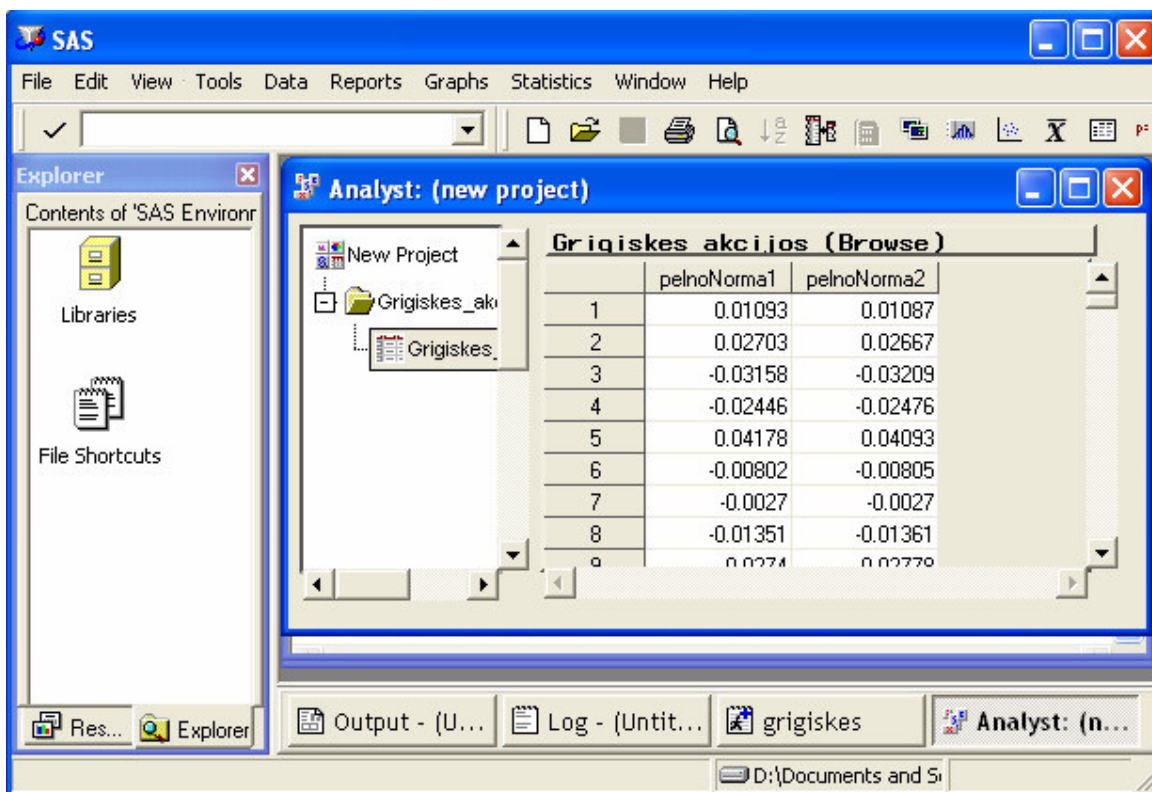 SAS
File Edit View Tools Data Reports Graphs Statistics Window Help
Explorer
Contents of 'SAS Environr
Libraries
File Shortcuts
Analyst: (new project)
New Project
Grigiskes_ak
Grigiskes_
Grigiskes akcijos (Browse)
pelnoNorma1 pelnoNorma2
1 0.01093 0.01087
2 0.02703 0.02667
3 -0.03158 -0.03209
4 -0.02446 -0.02476
5 0.04178 0.04093
6 -0.00802 -0.00805
7 -0.0027 -0.0027
8 -0.01351 -0.01361
Res... Explorer
Output - (U... Log - (Untit... grigiskes Analyst: (n...
D:\Documents and S